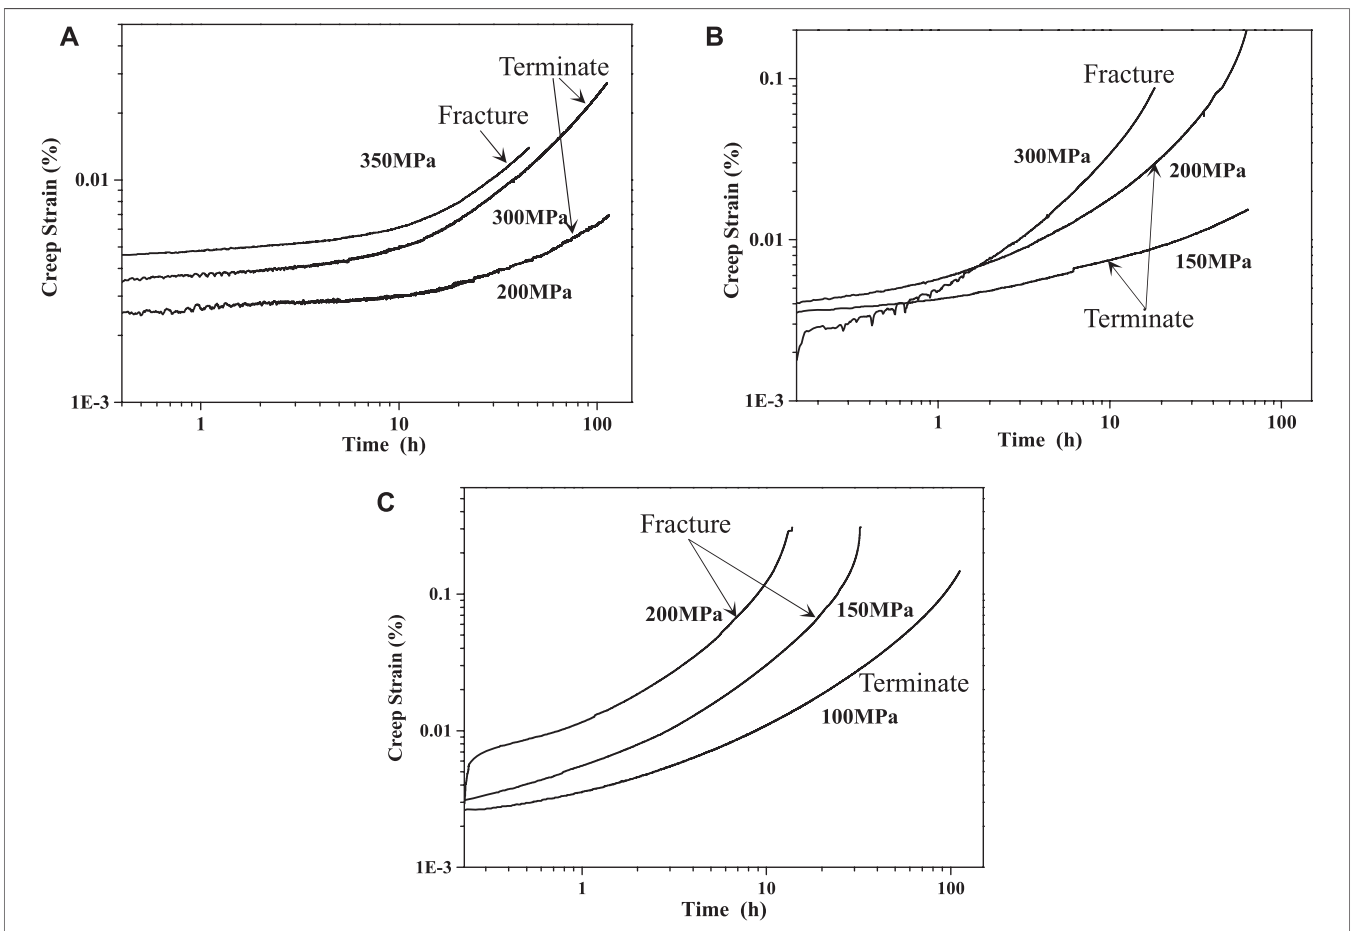 A
Terminate
Fracture
350MPa
300MPa
200MPa
0.01
1E-3
Creep Strain (%)
1 10 100
Time (h)
B
Fracture
300MPa
200MPa
150MPa
Terminate
0.1
0.01
1E-3
Creep Strain (%)
1 10 100
Time (h)
C
Fracture
200MPa
150MPa
Terminate
100MPa
0.1
0.01
1E-3
Creep Strain (%)
1 10 100
Time (h)